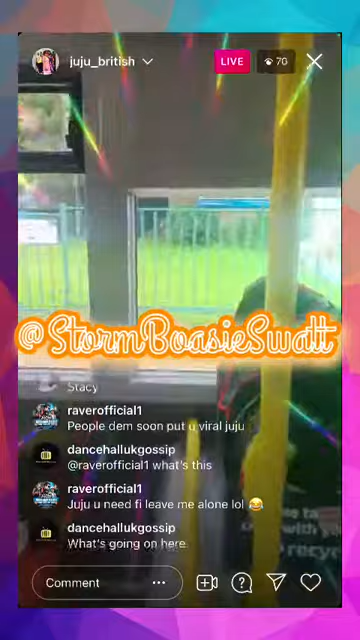 juju_british
LIVE
70
@StormBoasieSwatt
Stacy
raverofficial1
People dem soon put u viral juju
dancehallukgossip
@raverofficial1 what's this
raverofficial1
Juju u need fi leave me alone lol 😂
dancehallukgossip
What's going on here
Comment